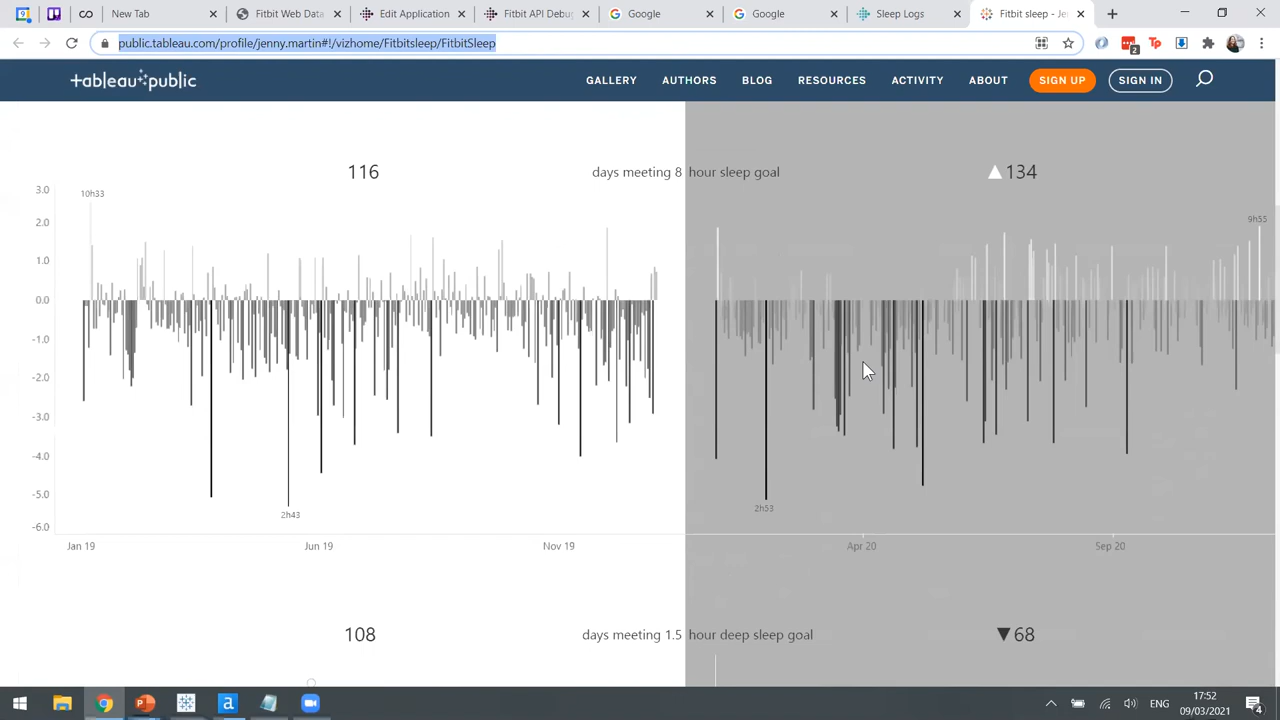 New Tab
Fitbit Web Data
Edit Application
Fitbit API Debu
Google
Google
Sleep Logs
Fitbit sleep - Je
public.tableau.com/profile/jenny.martin#!/vizhome/Fitbitsleep/FitbitSleep
2
tableau public
GALLERY AUTHORS BLOG RESOURCES ACTIVITY ABOUT SIGN UP SIGN IN
116 days meeting 8 hour sleep goal ▲134
3.0
10h33
2.0
9h55
1.0
0.0
-1.0
-2.0
-3.0
-4.0
-5.0
2h43 2h53
-6.0
Jan 19 Jun 19 Nov 19 Apr 20 Sep 20
108 days meeting 1.5 hour deep sleep goal ▼68
ENG
17:52
09/03/2021
4